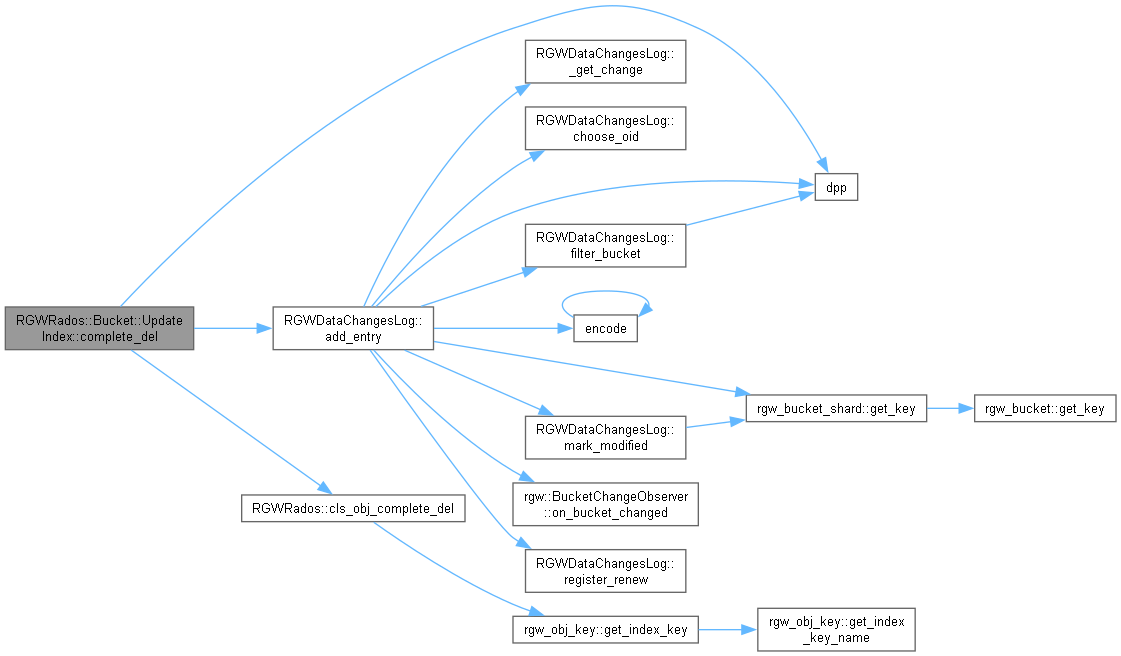 RGWDataChangesLog::
_get_change
RGWDataChangesLog::
choose_oid
dpp
RGWDataChangesLog::
filter_bucket
RGWRados::Bucket::Update
Index::complete_del
RGWDataChangesLog::
add_entry
encode
rgw_bucket_shard::get_key
rgw_bucket::get_key
RGWDataChangesLog::
mark_modified
rgw::BucketChangeObserver
::on_bucket_changed
RGWRados::cls_obj_complete_del
RGWDataChangesLog::
register_renew
rgw_obj_key::get_index_key
rgw_obj_key::get_index
_key_name